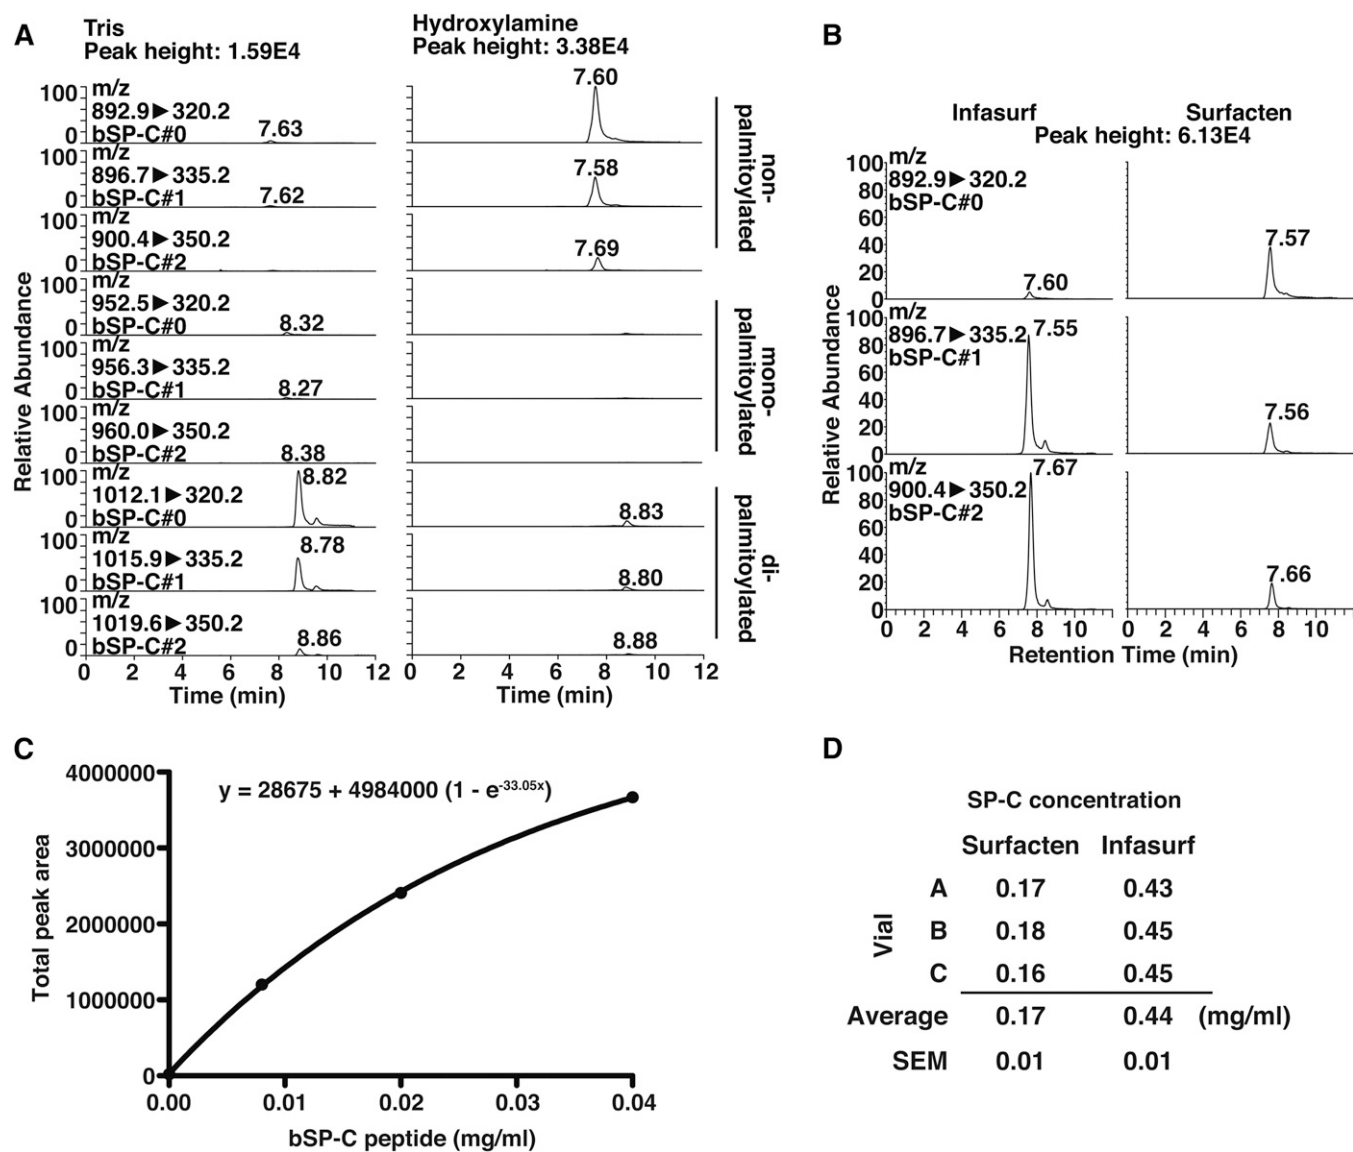 A
Tris
Peak height: 1.59E4
Hydroxylamine
Peak height: 3.38E4
Relative Abundance
100
0
m/z
892.9►320.2
bSP-C#0
7.63
7.60
100
0
m/z
896.7►335.2
bSP-C#1
7.62
7.58
100
0
m/z
900.4►350.2
bSP-C#2
7.69
non-
palmitoylated
100
0
m/z
952.5►320.2
bSP-C#0
8.32
100
0
m/z
956.3►335.2
bSP-C#1
8.27
100
0
m/z
960.0►350.2
bSP-C#2
8.38
mono-
palmitoylated
100
0
m/z
1012.1►320.2
bSP-C#0
8.82
8.83
100
0
m/z
1015.9►335.2
bSP-C#1
8.78
8.80
100
0
m/z
1019.6►350.2
bSP-C#2
8.86
8.88
di-
palmitoylated
0 2 4 6 8 10 12
0 2 4 6 8 10 12
Time (min)
Time (min)
B
Infasurf
Surfacten
Peak height: 6.13E4
Relative Abundance
100
80
60
40
20
0
m/z
892.9►320.2
bSP-C#0
7.60
7.57
100
80
60
40
20
0
m/z
896.7►335.2
bSP-C#1
7.55
7.56
100
80
60
40
20
0
m/z
900.4►350.2
bSP-C#2
7.67
7.66
0 2 4 6 8 10
0 2 4 6 8 10
Retention Time (min)
C
y = 28675 + 4984000 (1 - e-33.05x)
Total peak area
4000000
3000000
2000000
1000000
0
0.00 0.01 0.02 0.03 0.04
bSP-C peptide (mg/ml)
D
SP-C concentration
Surfacten Infasurf
Vial
A 0.17 0.43
B 0.18 0.45
C 0.16 0.45
Average 0.17 0.44 (mg/ml)
SEM 0.01 0.01